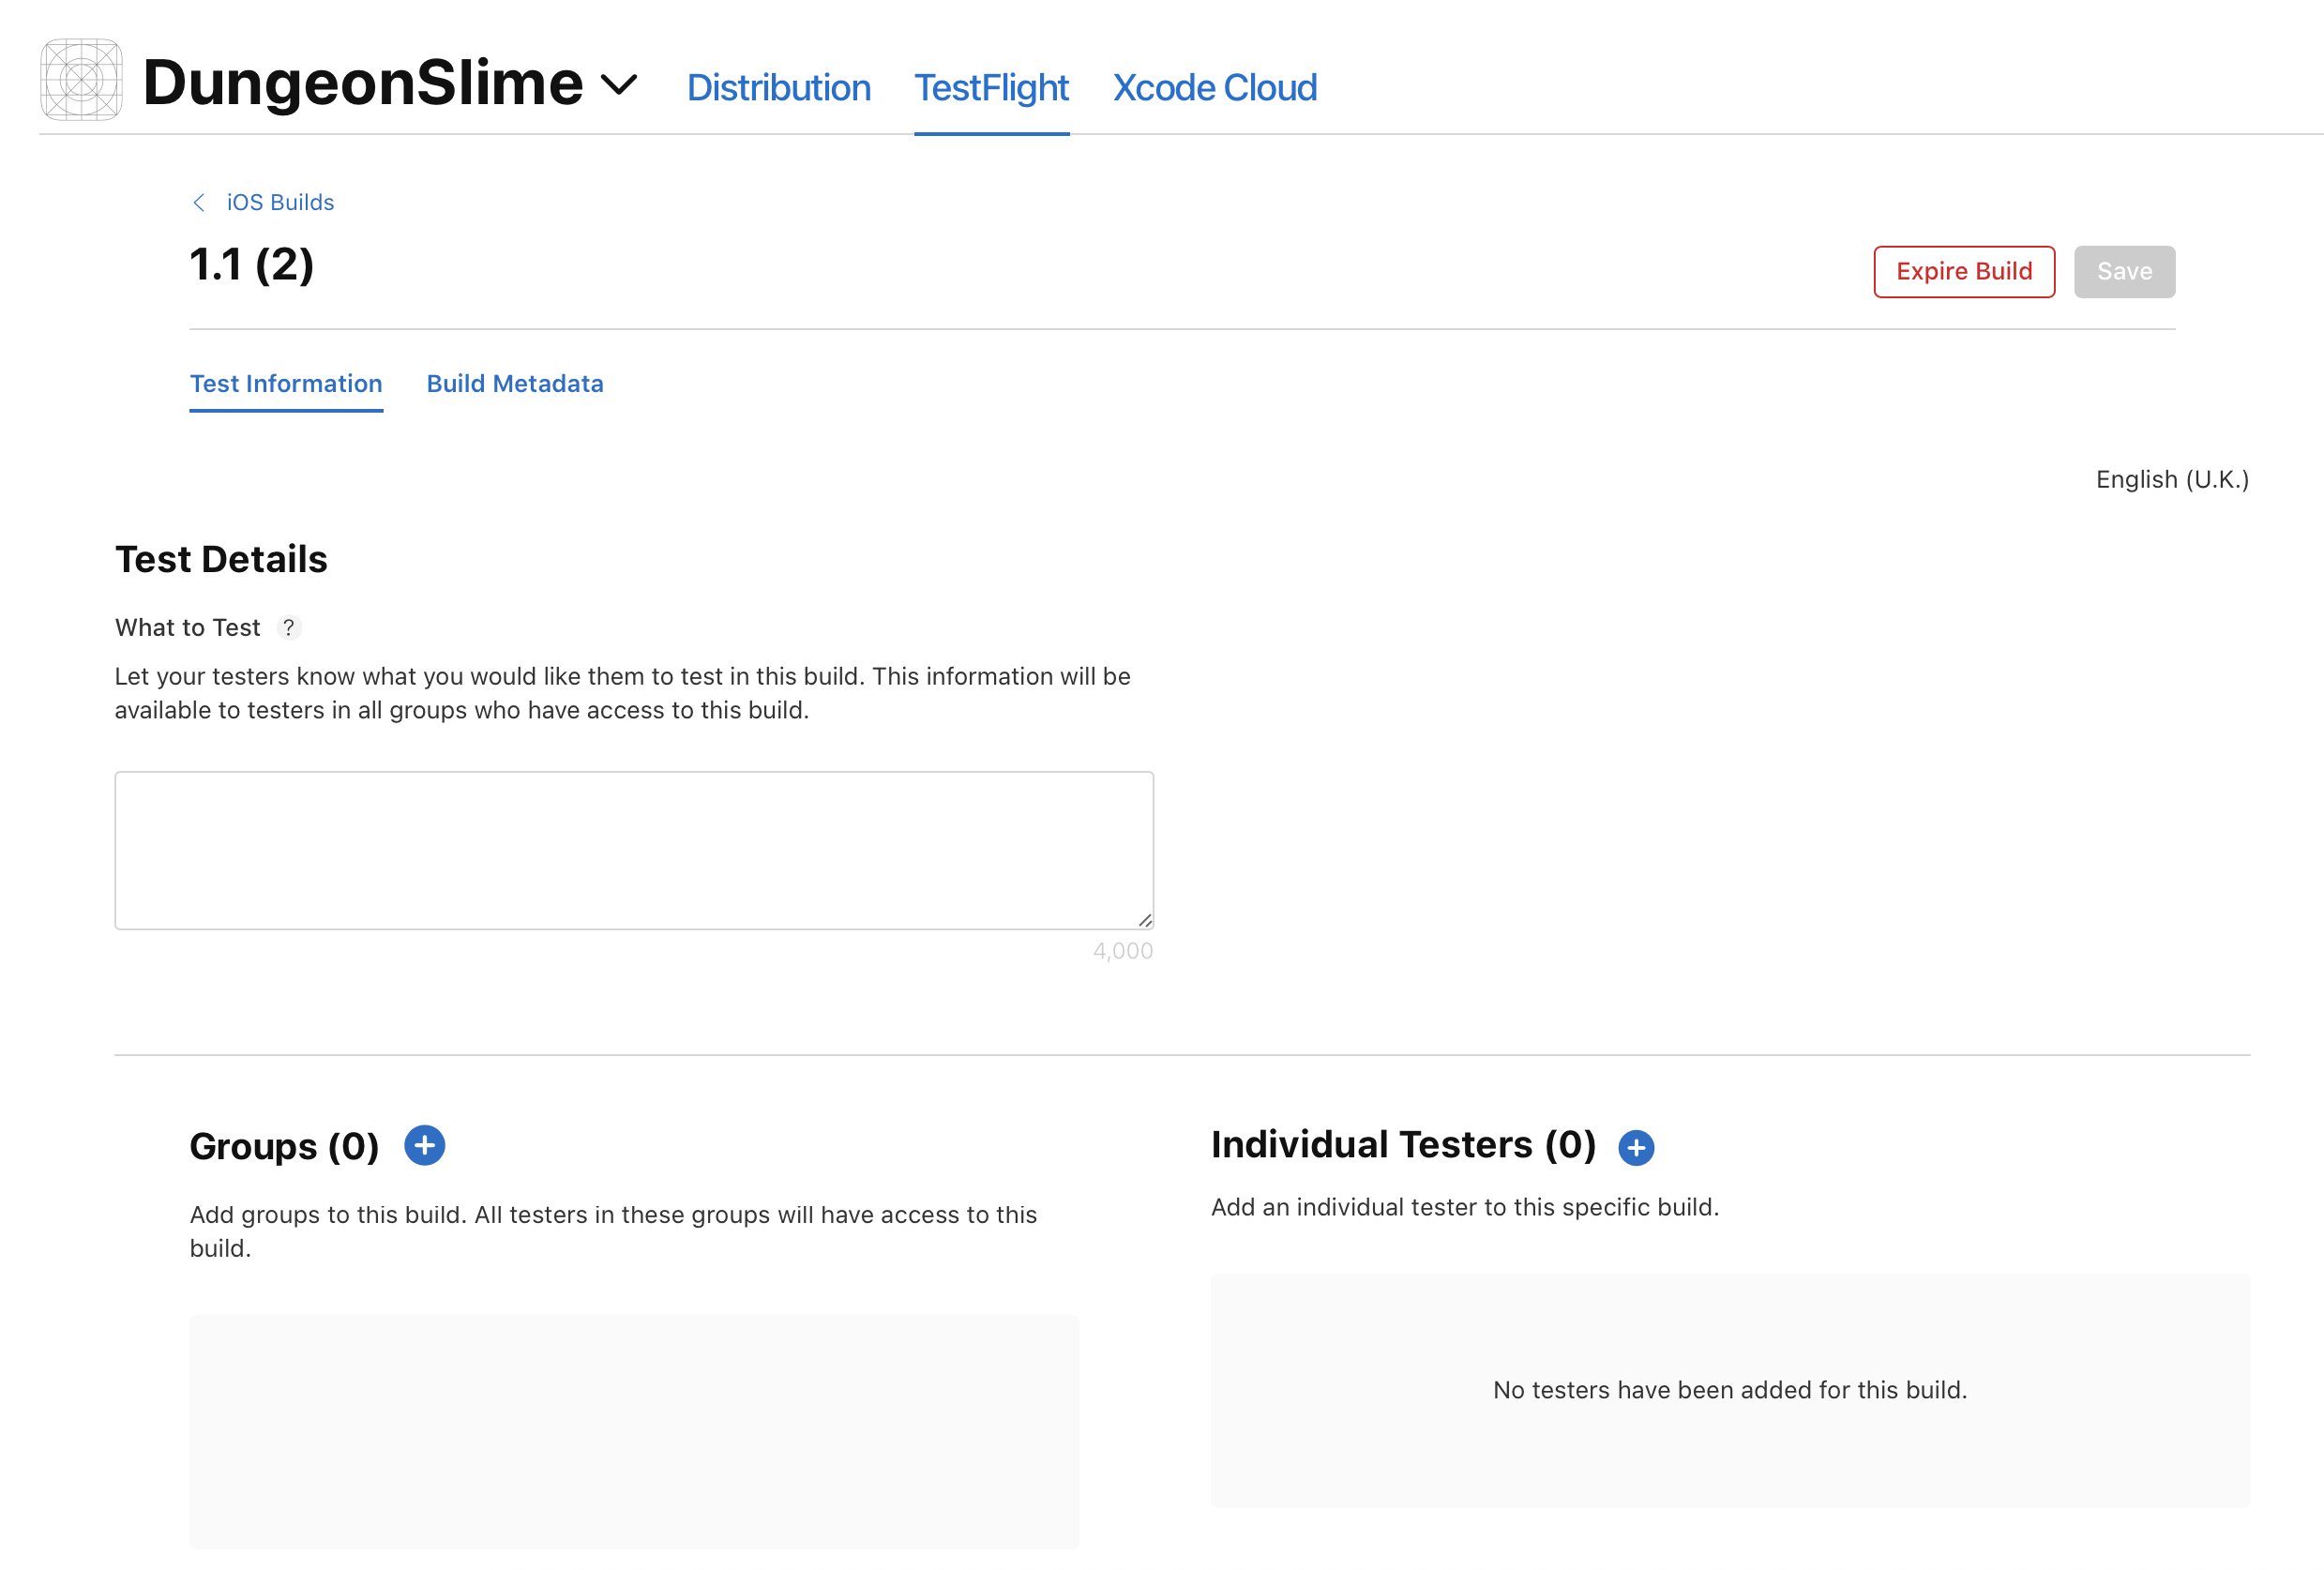 DungeonSlime
Distribution
TestFlight
Xcode Cloud
iOS Builds
1.1 (2)
Expire Build
Save
Test Information
Build Metadata
English (U.K.)
Test Details
What to Test ?
Let your testers know what you would like them to test in this build. This information will be
available to testers in all groups who have access to this build.
4,000
Groups (0)
Add groups to this build. All testers in these groups will have access to this
build.
Individual Testers (0)
Add an individual tester to this specific build.
No testers have been added for this build.